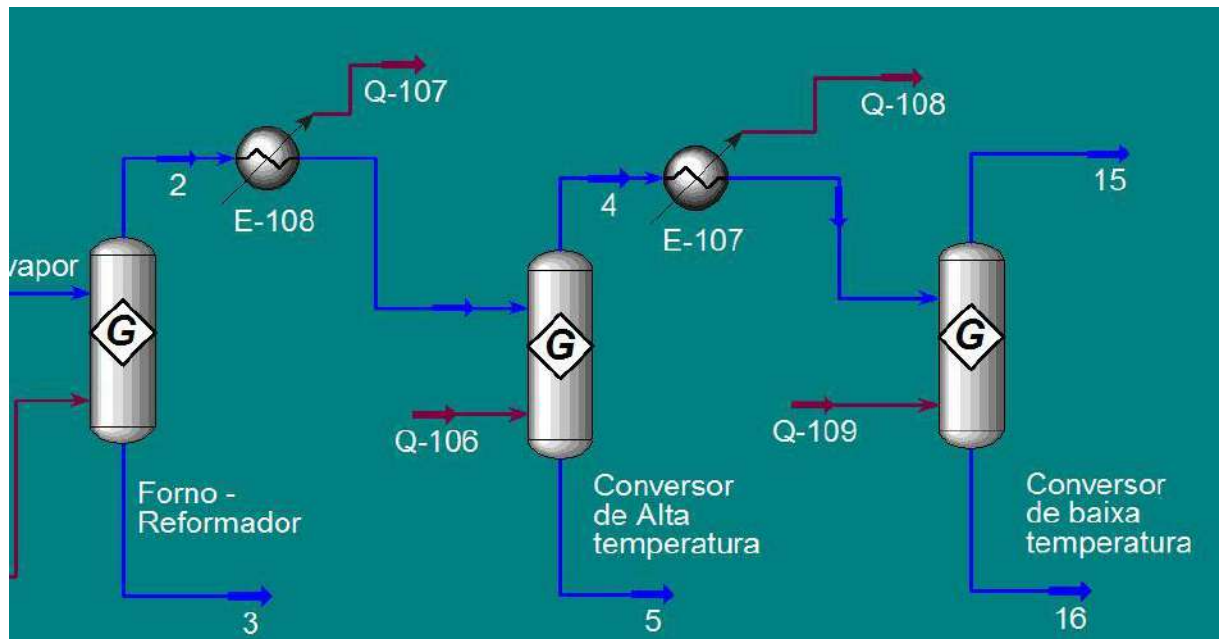 Q-107
Q-108
2
4
15
E-108
E-107
vapor
G
G
G
Q-106
Q-109
Forno -
Reformador
Conversor
de Alta
temperatura
Conversor
de baixa
temperatura
3
5
16